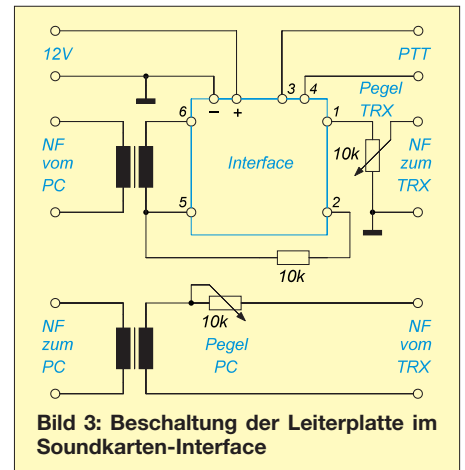 12V
PTT
3
4
Pegel
TRX
6
− +
1
NF
vom
PC
Interface
10k
NF
zum
TRX
5
2
10k
NF
zum
PC
10k
Pegel
PC
NF
vom
TRX
Bild 3: Beschaltung der Leiterplatte im
Soundkarten-Interface